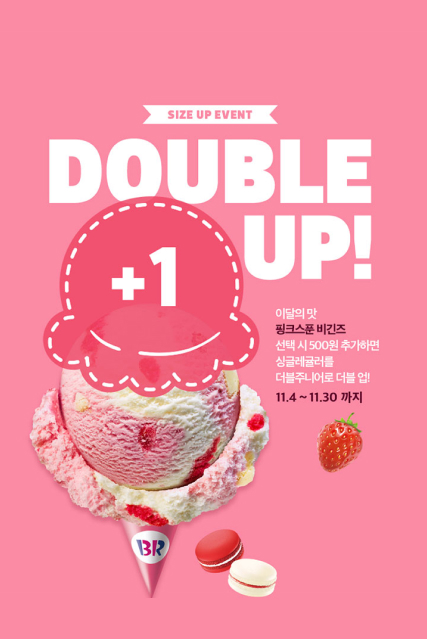 SIZE UP EVENT
DOUBLE
UP!
+1
이달의 맛
핑크스푼 비긴즈
선택 시 500원 추가하면
싱글레귤러를
더블주니어로 더블 업!
11.4 ~ 11.30 까지
BR